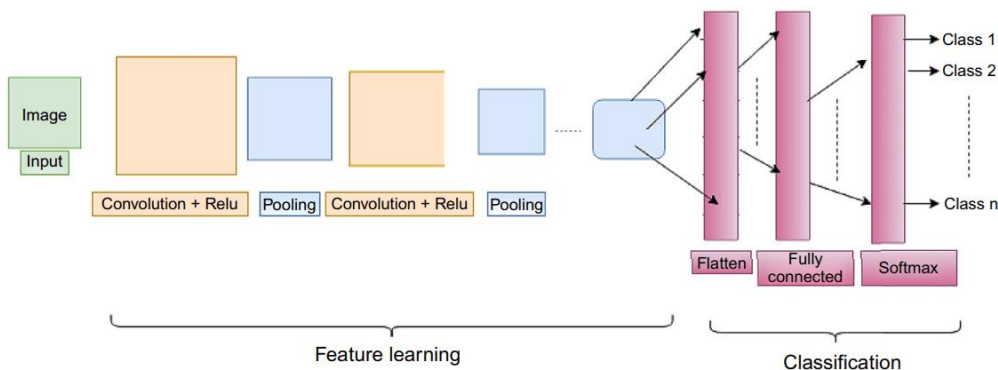 Image
Input
Convolution + Relu
Pooling
Convolution + Relu
Pooling
Flatten
Fully
connected
Softmax
Class 1
Class 2
Class n
Feature learning
Classification